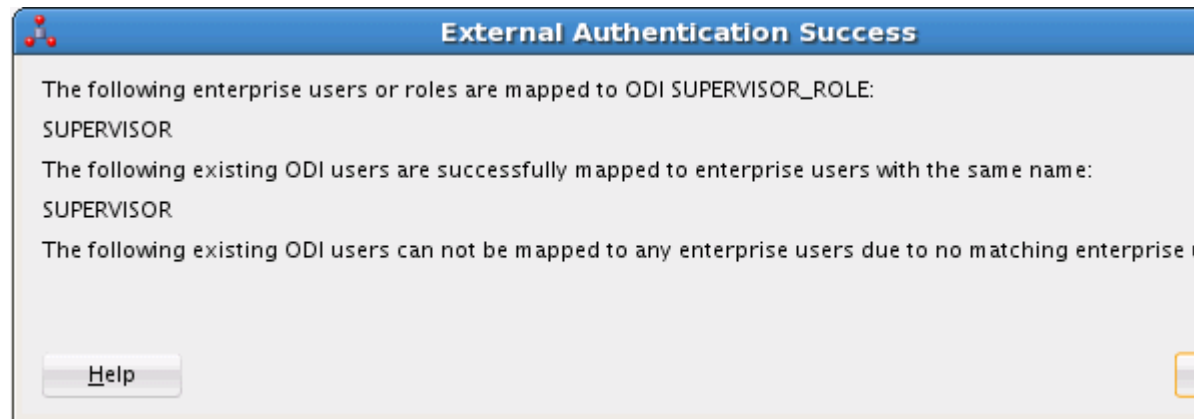 External Authentication Success
The following enterprise users or roles are mapped to ODI SUPERVISOR_ROLE:
SUPERVISOR
The following existing ODI users are successfully mapped to enterprise users with the same name:
SUPERVISOR
The following existing ODI users can not be mapped to any enterprise users due to no matching enterprise
Help